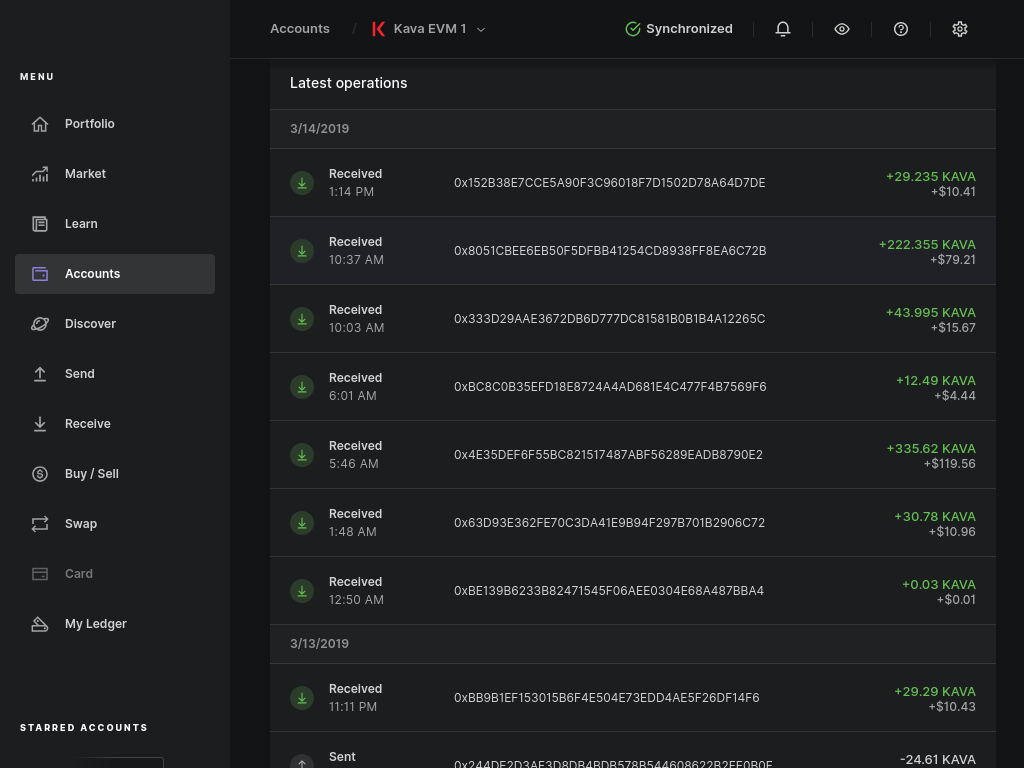 Accounts / Kava EVM 1
Synchronized
MENU
Portfolio
Market
Learn
Accounts
Discover
Send
Receive
Buy / Sell
Swap
Card
My Ledger
STARRED ACCOUNTS
Latest operations
3/14/2019
Received
1:14 PM
0x152B38E7CCE5A90F3C96018F7D1502D78A64D7DE
+29.235 KAVA
+$10.41
Received
10:37 AM
0x8051CBEE6EB50F5DFBB41254CD8938FF8EA6C72B
+222.355 KAVA
+$79.21
Received
10:03 AM
0x333D29AAE3672DB6D777DC81581B0B1B4A12265C
+43.995 KAVA
+$15.67
Received
6:01 AM
0xBC8C0B35EFD18E8724A4AD681E4C477F4B7569F6
+12.49 KAVA
+$4.44
Received
5:46 AM
0x4E35DEF6F55BC821517487ABF56289EADB8790E2
+335.62 KAVA
+$119.56
Received
1:48 AM
0x63D93E362FE70C3DA41E9B94F297B701B2906C72
+30.78 KAVA
+$10.96
Received
12:50 AM
0xBE139B6233B82471545F06AEE0304E68A487BBA4
+0.03 KAVA
+$0.01
3/13/2019
Received
11:11 PM
0xBB9B1EF153015B6F4E504E73EDD4AE5F26DF14F6
+29.29 KAVA
+$10.43
Sent
-24.61 KAVA